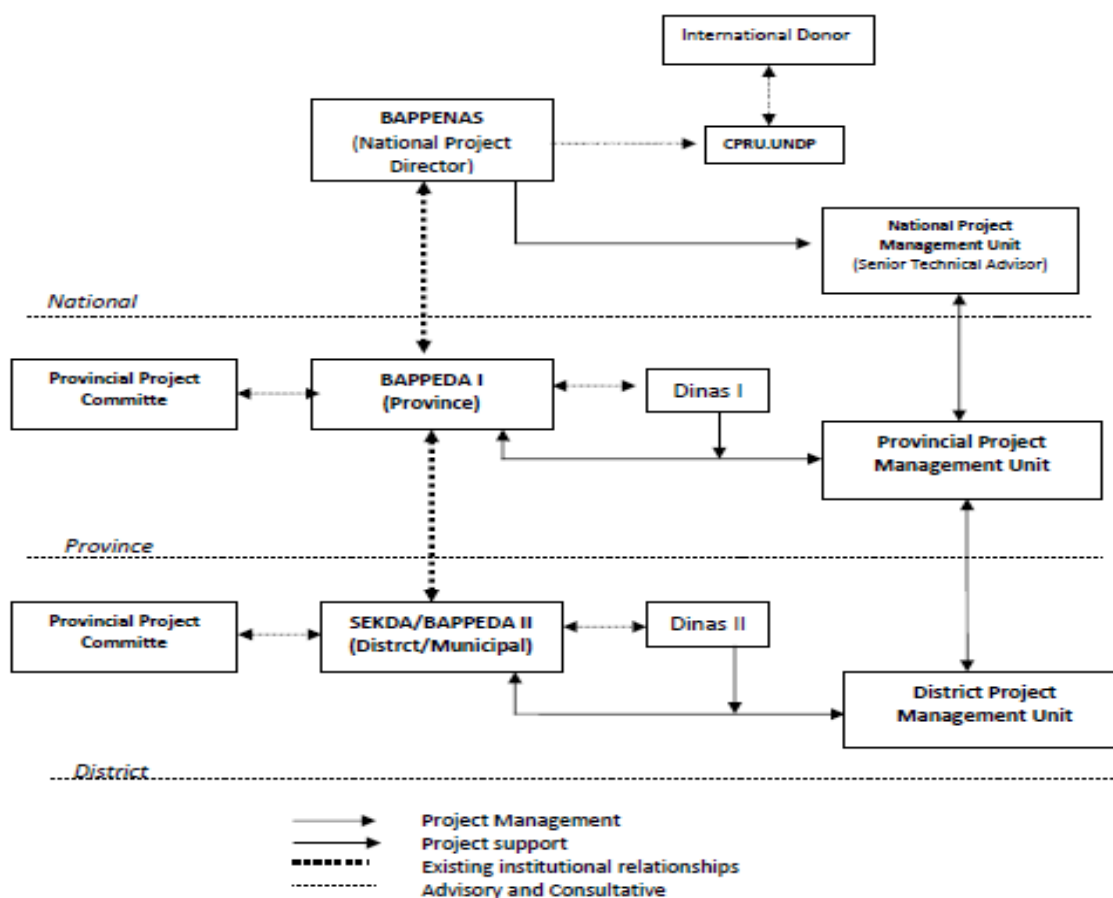 International Donor
BAPPENAS
(National Project
Director)
CPRU.UNDP
National Project
Management Unit
(Senior Technical Advisor)
National
Provincial Project
Committe
BAPPEDA I
(Province)
Dinas I
Provincial Project
Management Unit
Province
Provincial Project
Committe
SEKDA/BAPPEDA II
(Distrct/Municipal)
Dinas II
District Project
Management Unit
District
Project Management
Project support
Existing institutional relationships
Advisory and Consultative